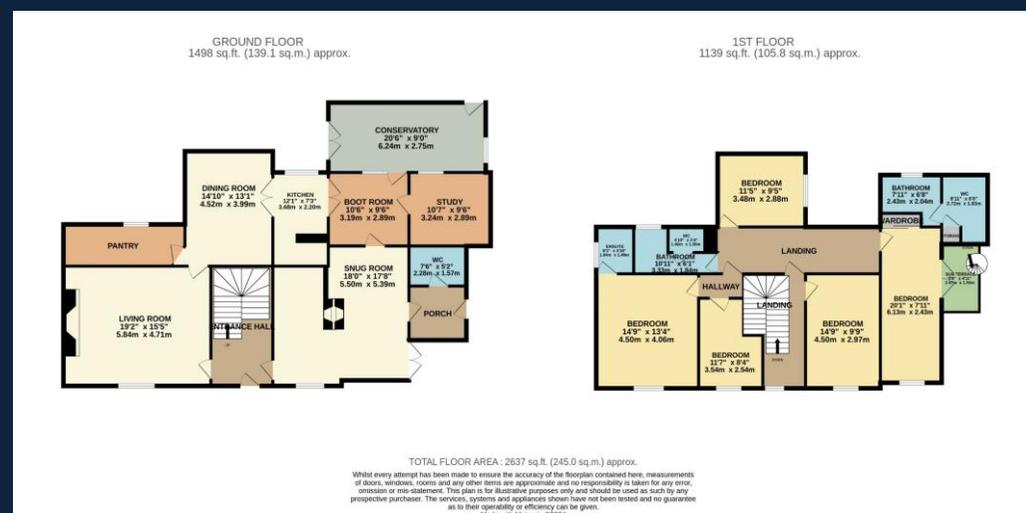 GROUND FLOOR
1498 sq.ft. (139.1 sq.m.) approx.
CONSERVATORY
20'6" x 9'0"
6.24m x 2.75m
DINING ROOM
14'10" x 13'1"
4.52m x 3.99m
KITCHEN
12'1" x 7'3"
3.68m x 2.20m
BOOT ROOM
10'6" x 9'6"
3.19m x 2.89m
STUDY
10'7" x 9'6"
3.24m x 2.89m
PANTRY
SNUG ROOM
18'0" x 17'8"
5.50m x 5.39m
WC
7'6" x 5'2"
2.28m x 1.57m
PORCH
LIVING ROOM
19'2" x 15'5"
5.84m x 4.71m
ENTRANCE HALL
UP
1ST FLOOR
1139 sq.ft. (105.8 sq.m.) approx.
BEDROOM
11'5" x 9'5"
3.48m x 2.88m
BATHROOM
7'11" x 6'8"
2.43m x 2.04m
WC
WARDROBE
ENSUITE
WC
BATHROOM
10'11" x 6'1"
3.33m x 1.84m
LANDING
HALLWAY
LANDING
SUN TERRACE
BEDROOM
20'1" x 7'11"
6.13m x 2.43m
BEDROOM
14'9" x 13'4"
4.50m x 4.06m
BEDROOM
11'7" x 8'4"
3.54m x 2.54m
BEDROOM
14'9" x 9'9"
4.50m x 2.97m
DOWN
TOTAL FLOOR AREA : 2637 sq.ft. (245.0 sq.m.) approx.
Whilst every attempt has been made to ensure the accuracy of the floorplan contained here, measurements
of doors, windows, rooms and any other items are approximate and no responsibility is taken for any error,
omission or mis-statement. This plan is for illustrative purposes only and should be used as such by any
prospective purchaser. The services, systems and appliances shown have not been tested and no guarantee
as to their operability or efficiency can be given.